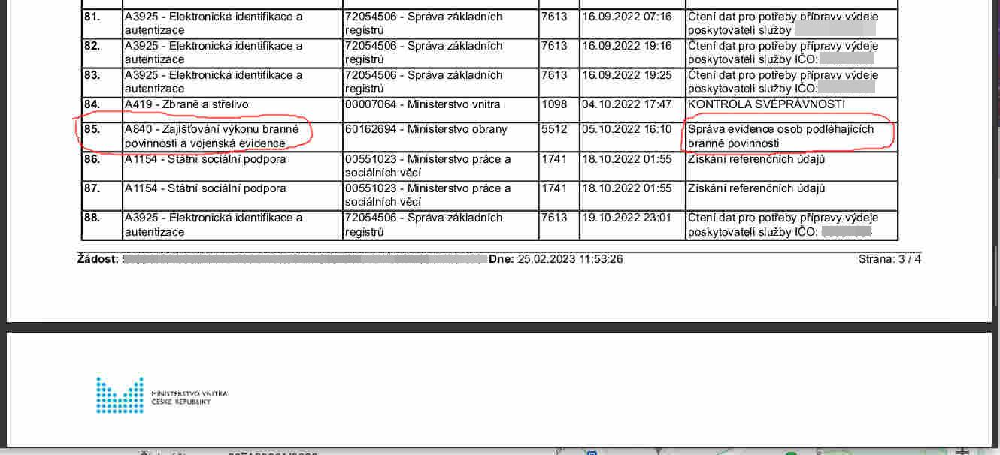 81. A3925 - Elektronická identifikace a 72054506 - Správa základních 7613 16.09.2022 07:16 Čtení dat pro potřeby přípravy výdeje
autentizace registrů poskytovateli služby
82. A3925 - Elektronická identifikace a 72054506 - Správa základních 7613 16.09.2022 19:16 Čtení dat pro potřeby přípravy výdeje
autentizace registrů poskytovateli služby IČO:
83. A3925 - Elektronická identifikace a 72054506 - Správa základních 7613 16.09.2022 19:25 Čtení dat pro potřeby přípravy výdeje
autentizace registrů poskytovateli služby IČO:
84. A419 - Zbraně a střelivo 00007064 - Ministerstvo vnitra 1098 04.10.2022 17:47 KONTROLA SVÉPRÁVNOSTI
85. A840 - Zajišťování výkonu branné 60162694 - Ministerstvo obrany 5512 05.10.2022 16:10 Správa evidence osob podléhajících
povinnosti a vojenská evidence branné povinnosti
86. A1154 - Státní sociální podpora 00551023 - Ministerstvo práce a 1741 18.10.2022 01:55 Získání referenčních údajů
sociálních věcí
87. A1154 - Státní sociální podpora 00551023 - Ministerstvo práce a 1741 18.10.2022 01:55 Získání referenčních údajů
sociálních věcí
88. A3925 - Elektronická identifikace a 72054506 - Správa základních 7613 19.10.2022 23:01 Čtení dat pro potřeby přípravy výdeje
autentizace registrů poskytovateli služby IČO:
Žádost: Dne: 25.02.2023 11:53:26 Strana: 3 / 4
MINISTERSTVO VNITRA
ČESKÉ REPUBLIKY